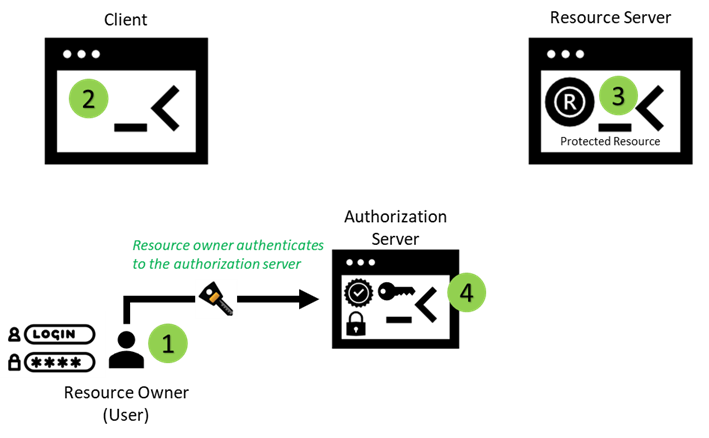 Client
Resource Server
2
R
3
Protected Resource
Authorization
Server
Resource owner authenticates
to the authorization server
4
LOGIN
****
1
Resource Owner
(User)